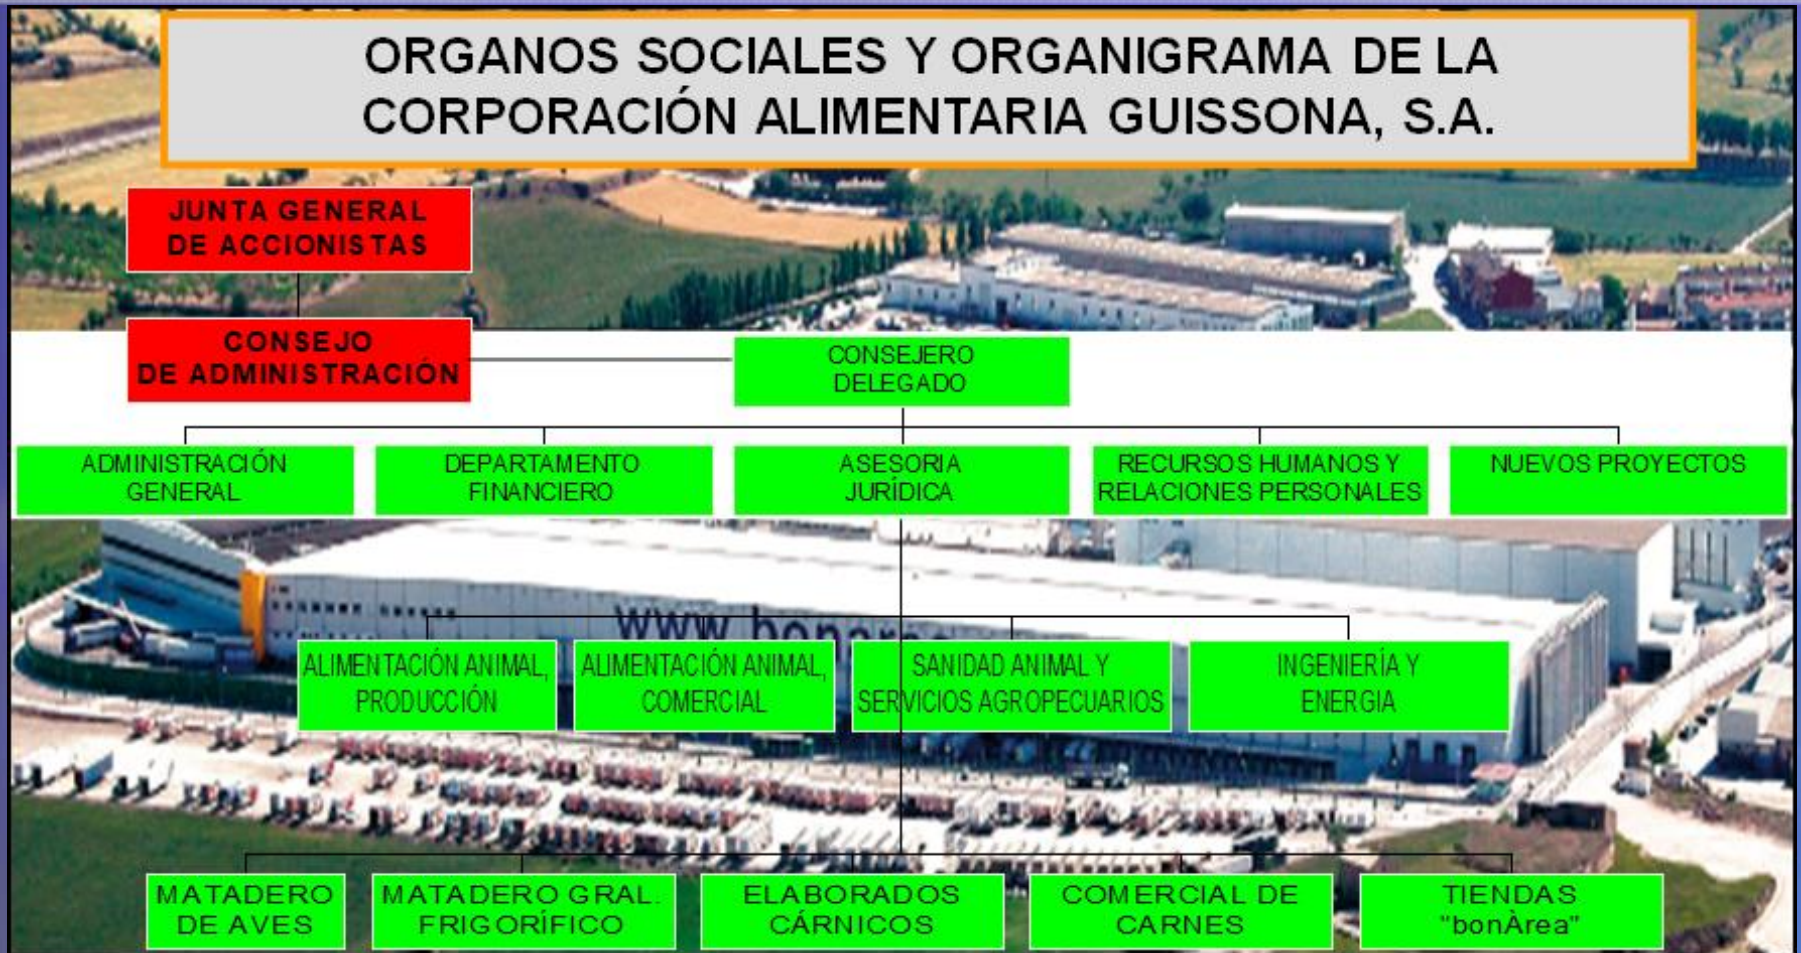 ORGANOS SOCIALES Y ORGANIGRAMA DE LA
CORPORACIÓN ALIMENTARIA GUISSONA, S.A.
JUNTA GENERAL
DE ACCIONISTAS
CONSEJO
DE ADMINISTRACIÓN
CONSEJERO
DELEGADO
ADMINISTRACIÓN
GENERAL
DEPARTAMENTO
FINANCIERO
ASESORIA
JURÍDICA
RECURSOS HUMANOS Y
RELACIONES PERSONALES
NUEVOS PROYECTOS
www.bonarea
ALIMENTACIÓN ANIMAL,
PRODUCCIÓN
ALIMENTACIÓN ANIMAL,
COMERCIAL
SANIDAD ANIMAL Y
SERVICIOS AGROPECUARIOS
INGENIERÍA Y
ENERGIA
MATADERO
DE AVES
MATADERO GRAL.
FRIGORÍFICO
ELABORADOS
CÁRNICOS
COMERCIAL DE
CARNES
TIENDAS
"bonÀrea"